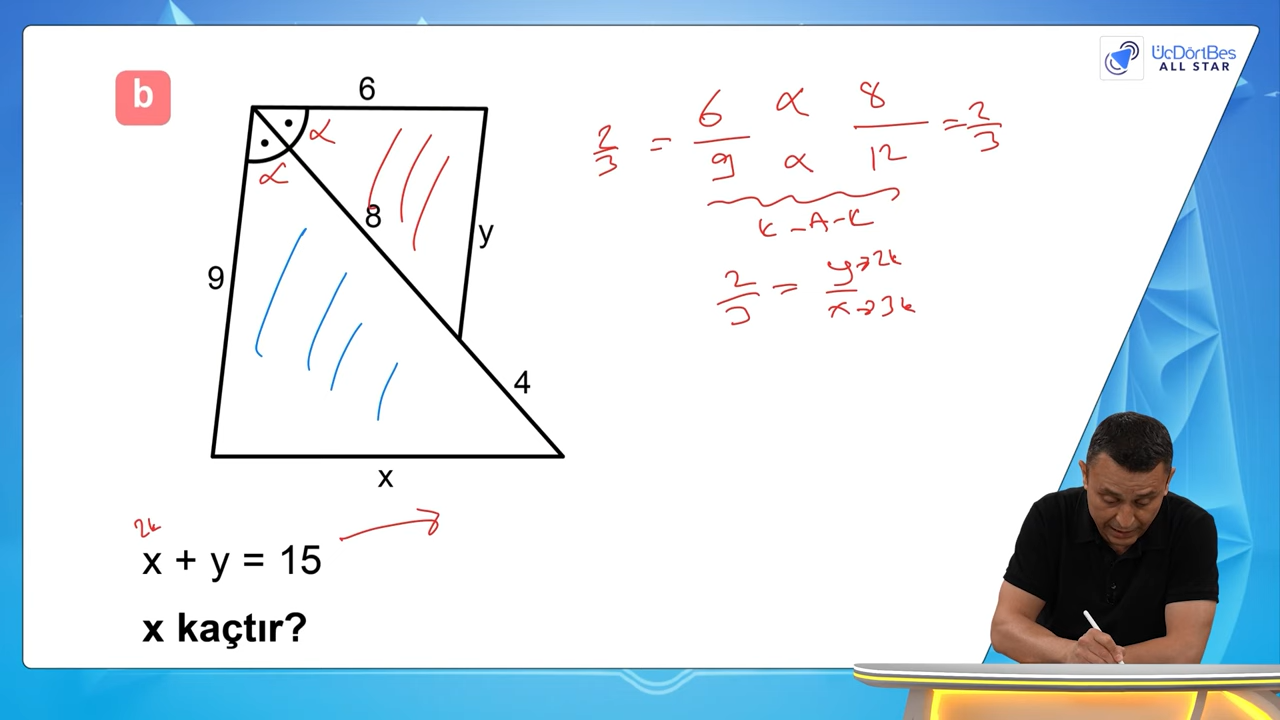 ÜçDörtBeş
ALL STAR
b
6
α
α
8
9
y
4
x
2/3 = 6/9 α α 8/12 = 2/3
K - A - K
2/3 = y → 2k / x → 3k
2k
x + y = 15
x kaçtır?